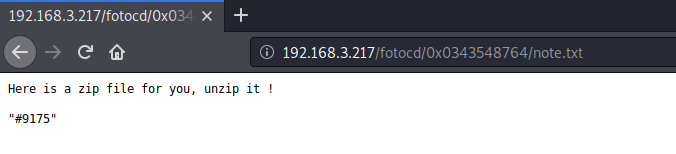 192.168.3.217/fotocd/0x034
192.168.3.217/fotocd/0x0343548764/note.txt
Here is a zip file for you, unzip it !
"#9175"